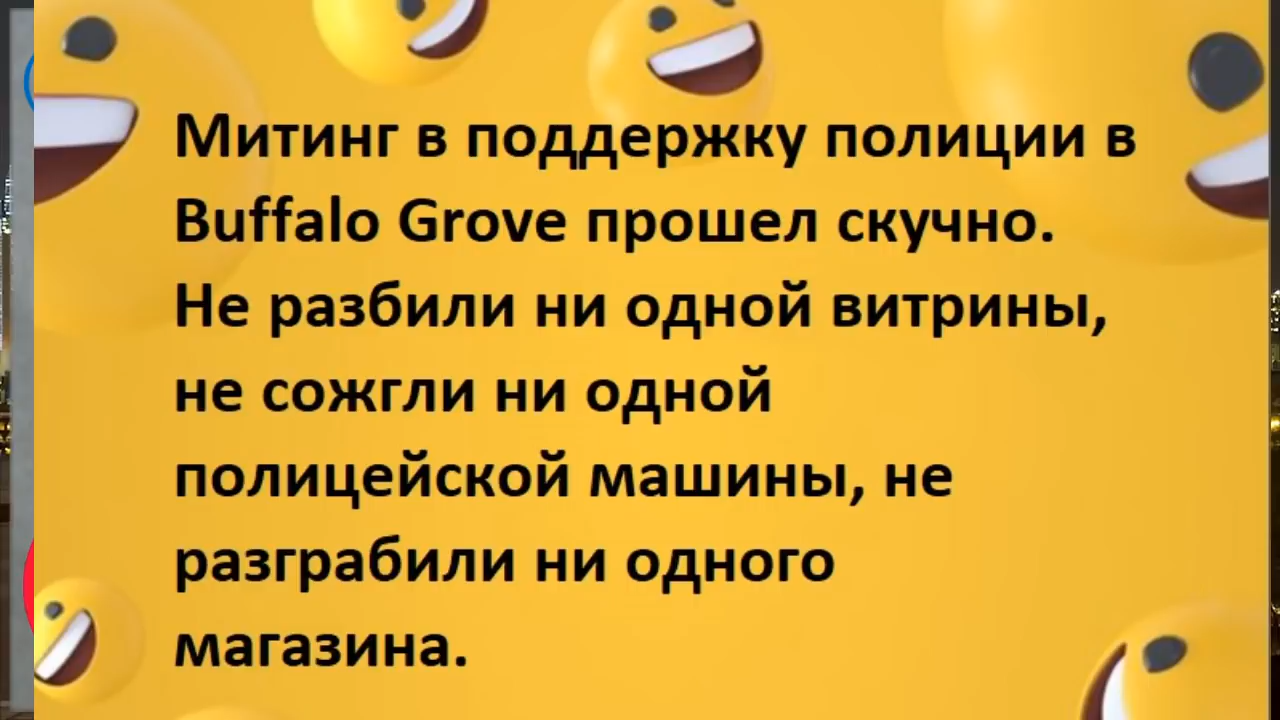 Митинг в поддержку полиции в
Buffalo Grove прошел скучно.
Не разбили ни одной витрины,
не сожгли ни одной
полицейской машины, не
разграбили ни одного
магазина.